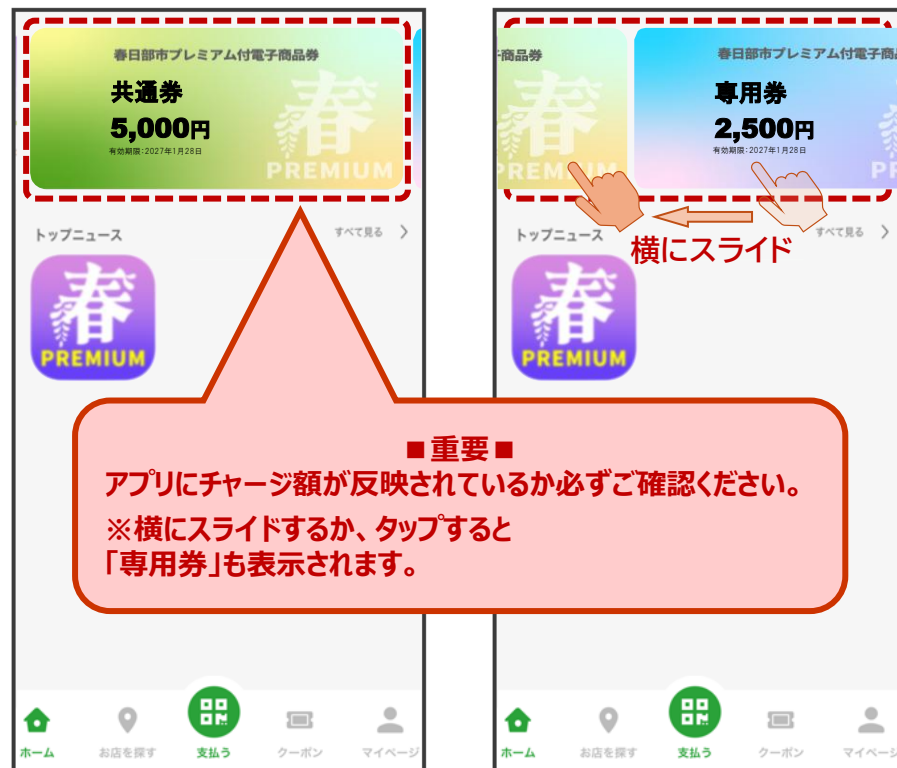 春日部市プレミアム付電子商品券
共通券
5,000円
有効期限:2027年1月28日
春
PREMIUM
トップニュース
すべて見る
春
PREMIUM
商品券
春
PREMIUM
春日部市プレミアム付電子商品
専用券
2,500円
有効期限:2027年1月28日
PR
横にスライド
トップニュース
すべて見る
春
PREMIUM
■重要■
アプリにチャージ額が反映されているか必ずご確認ください。
※横にスライドするか、タップすると
「専用券」も表示されます。
ホーム
お店を探す
支払う
クーポン
マイページ
ホーム
お店を探す
支払う
クーポン
マイページ